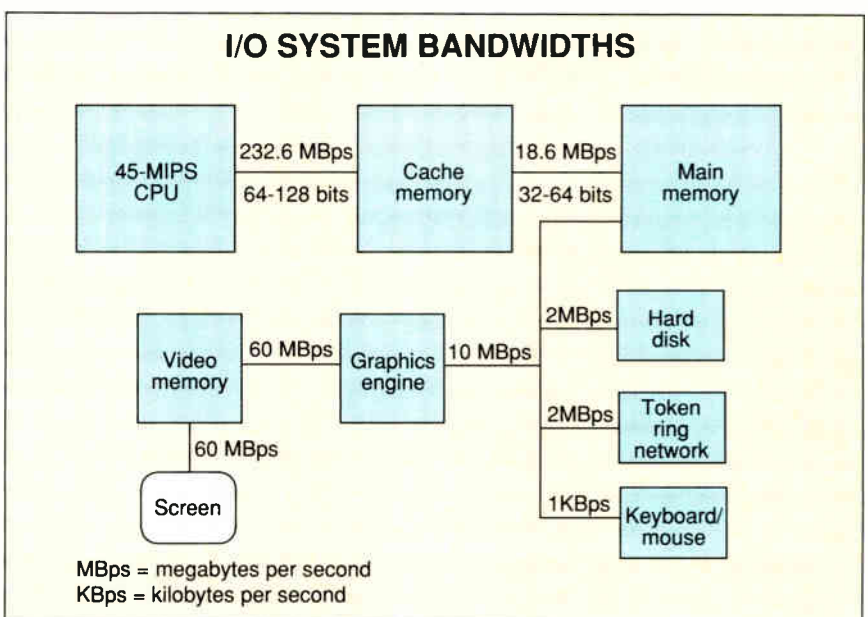 I/O SYSTEM BANDWIDTHS
45-MIPS
CPU
232.6 MBps
64-128 bits
Cache
memory
18.6 MBps
32-64 bits
Main
memory
Video
memory
60 MBps
Graphics
engine
10 MBps
2MBps
Hard
disk
2MBps
Token
ring
network
1KBps
Keyboard/
mouse
60 MBps
Screen
MBps = megabytes per second
KBps = kilobytes per second